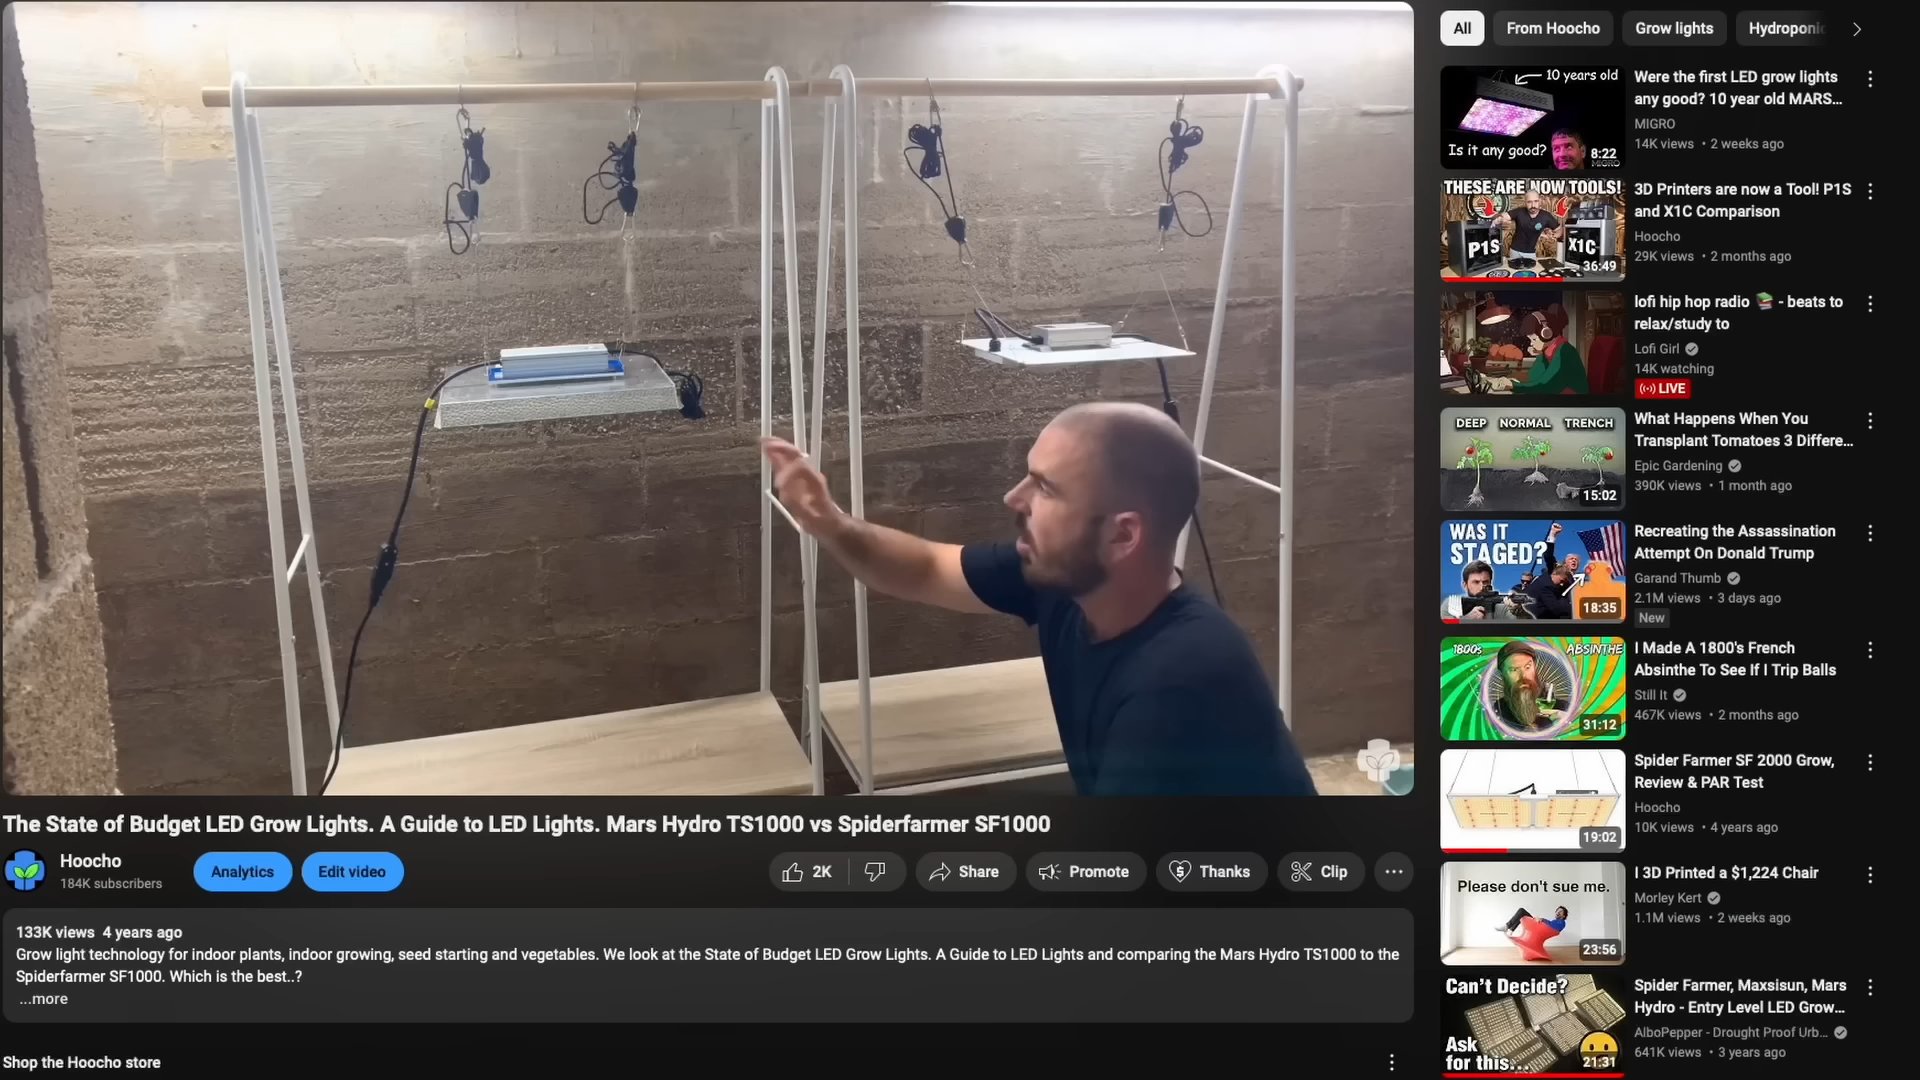 The State of Budget LED Grow Lights. A Guide to LED Lights. Mars Hydro TS1000 vs Spiderfarmer SF1000
Hoocho
184K subscribers
Analytics
Edit video
2K
Share
Promote
Thanks
Clip
133K views 4 years ago
Grow light technology for indoor plants, indoor growing, seed starting and vegetables. We look at the State of Budget LED Grow Lights. A Guide to LED Lights and comparing the Mars Hydro TS1000 to the
Spiderfarmer SF1000. Which is the best..?
...more
Shop the Hoocho store
All
From Hoocho
Grow lights
Hydroponic
10 years old
Is it any good?
8:22
MIGRO
Were the first LED grow lights
any good? 10 year old MARS...
MIGRO
14K views • 2 weeks ago
THESE ARE NOW TOOLS!
P1S
X1C
36:49
3D Printers are now a Tool! P1S
and X1C Comparison
Hoocho
29K views • 2 months ago
lofi hip hop radio 📚 - beats to
relax/study to
Lofi Girl
14K watching
LIVE
DEEP NORMAL TRENCH
15:02
What Happens When You
Transplant Tomatoes 3 Differe...
Epic Gardening
390K views • 1 month ago
WAS IT
STAGED?
18:35
Recreating the Assassination
Attempt On Donald Trump
Garand Thumb
2.1M views • 3 days ago
New
1800s
ABSINTHE
31:12
I Made A 1800's French
Absinthe To See If I Trip Balls
Still It
467K views • 2 months ago
19:02
Spider Farmer SF 2000 Grow,
Review & PAR Test
Hoocho
10K views • 4 years ago
Please don't sue me.
23:56
I 3D Printed a $1,224 Chair
Morley Kert
1.1M views • 2 weeks ago
Can't Decide?
Ask
for this...
21:31
Spider Farmer, Maxsisun, Mars
Hydro - Entry Level LED Grow...
AlboPepper - Drought Proof Urb...
641K views • 3 years ago